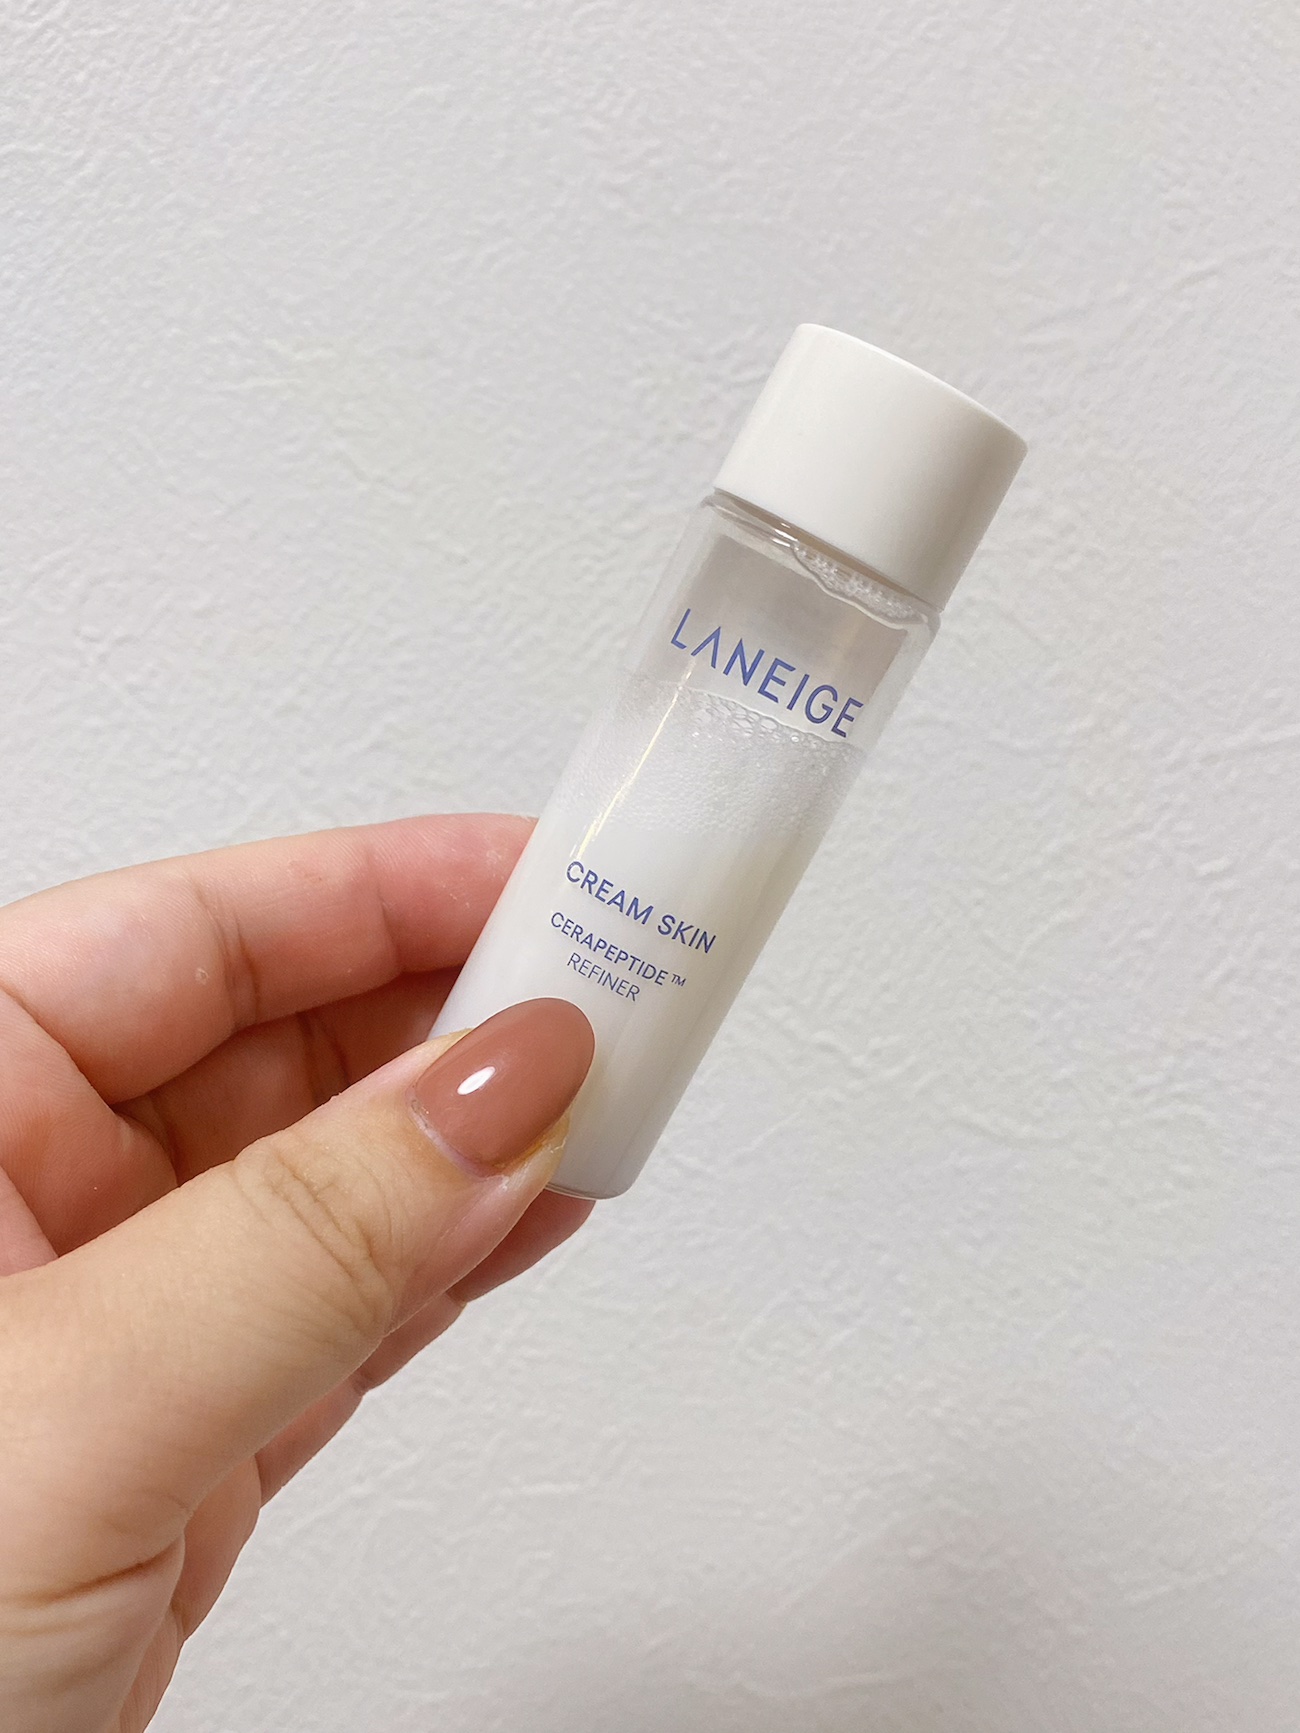 LANEIGE
CREAM SKIN
CERAPEPTIDE™
REFINER